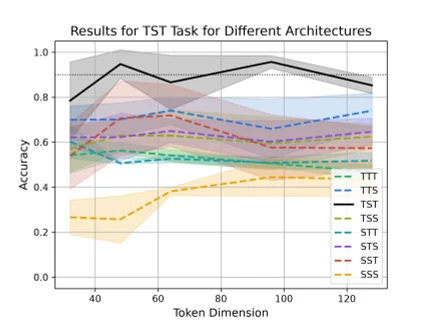 Results for TST Task for Different Architectures
Accuracy
1.0
0.8
0.6
0.4
0.2
0.0
TTT
TTS
TST
TSS
STT
STS
SST
SSS
40 60 80 100 120
Token Dimension